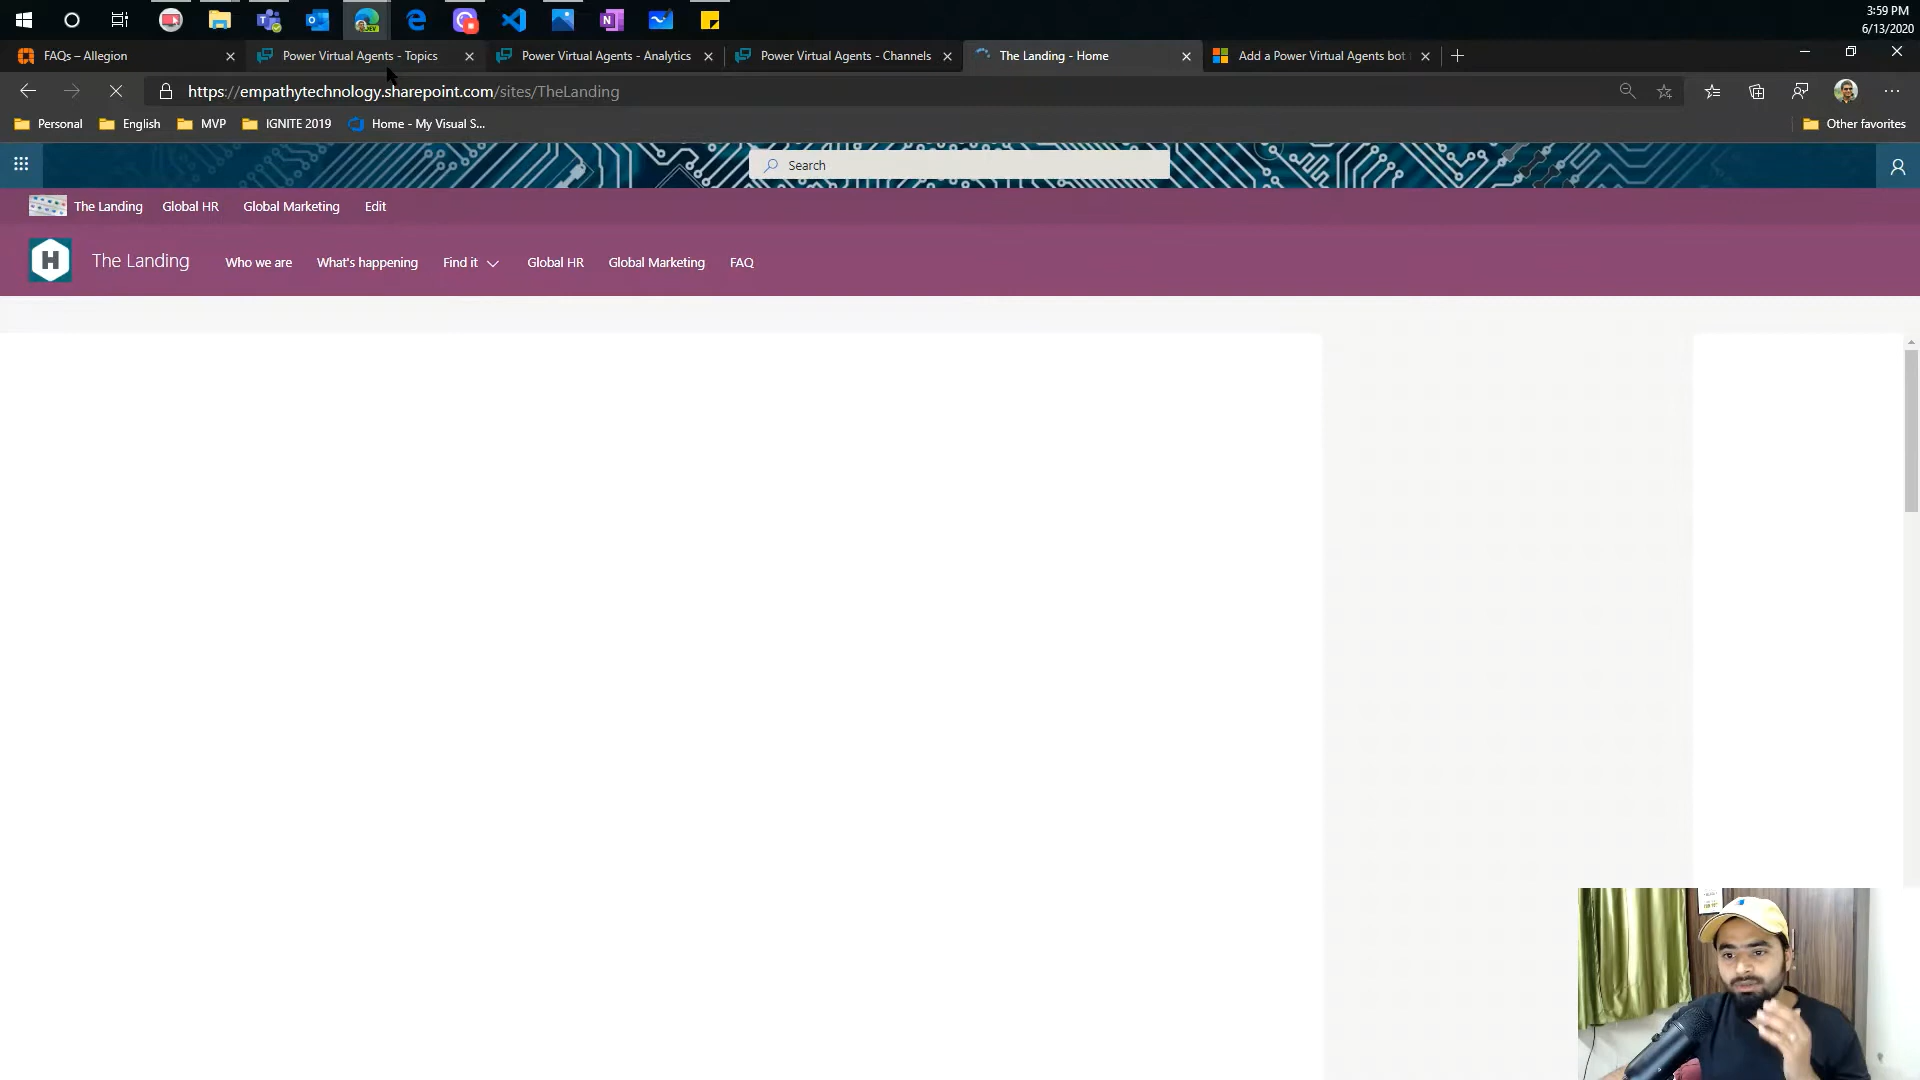 3:59 PM
6/13/2020
FAQs – Allegion
Power Virtual Agents - Topics
Power Virtual Agents - Analytics
Power Virtual Agents - Channels
The Landing - Home
Add a Power Virtual Agents bot
https://empathytechnology.sharepoint.com/sites/TheLanding
Personal
English
MVP
IGNITE 2019
Home - My Visual S...
Other favorites
Search
The Landing
Global HR
Global Marketing
Edit
H
The Landing
Who we are
What's happening
Find it
Global HR
Global Marketing
FAQ